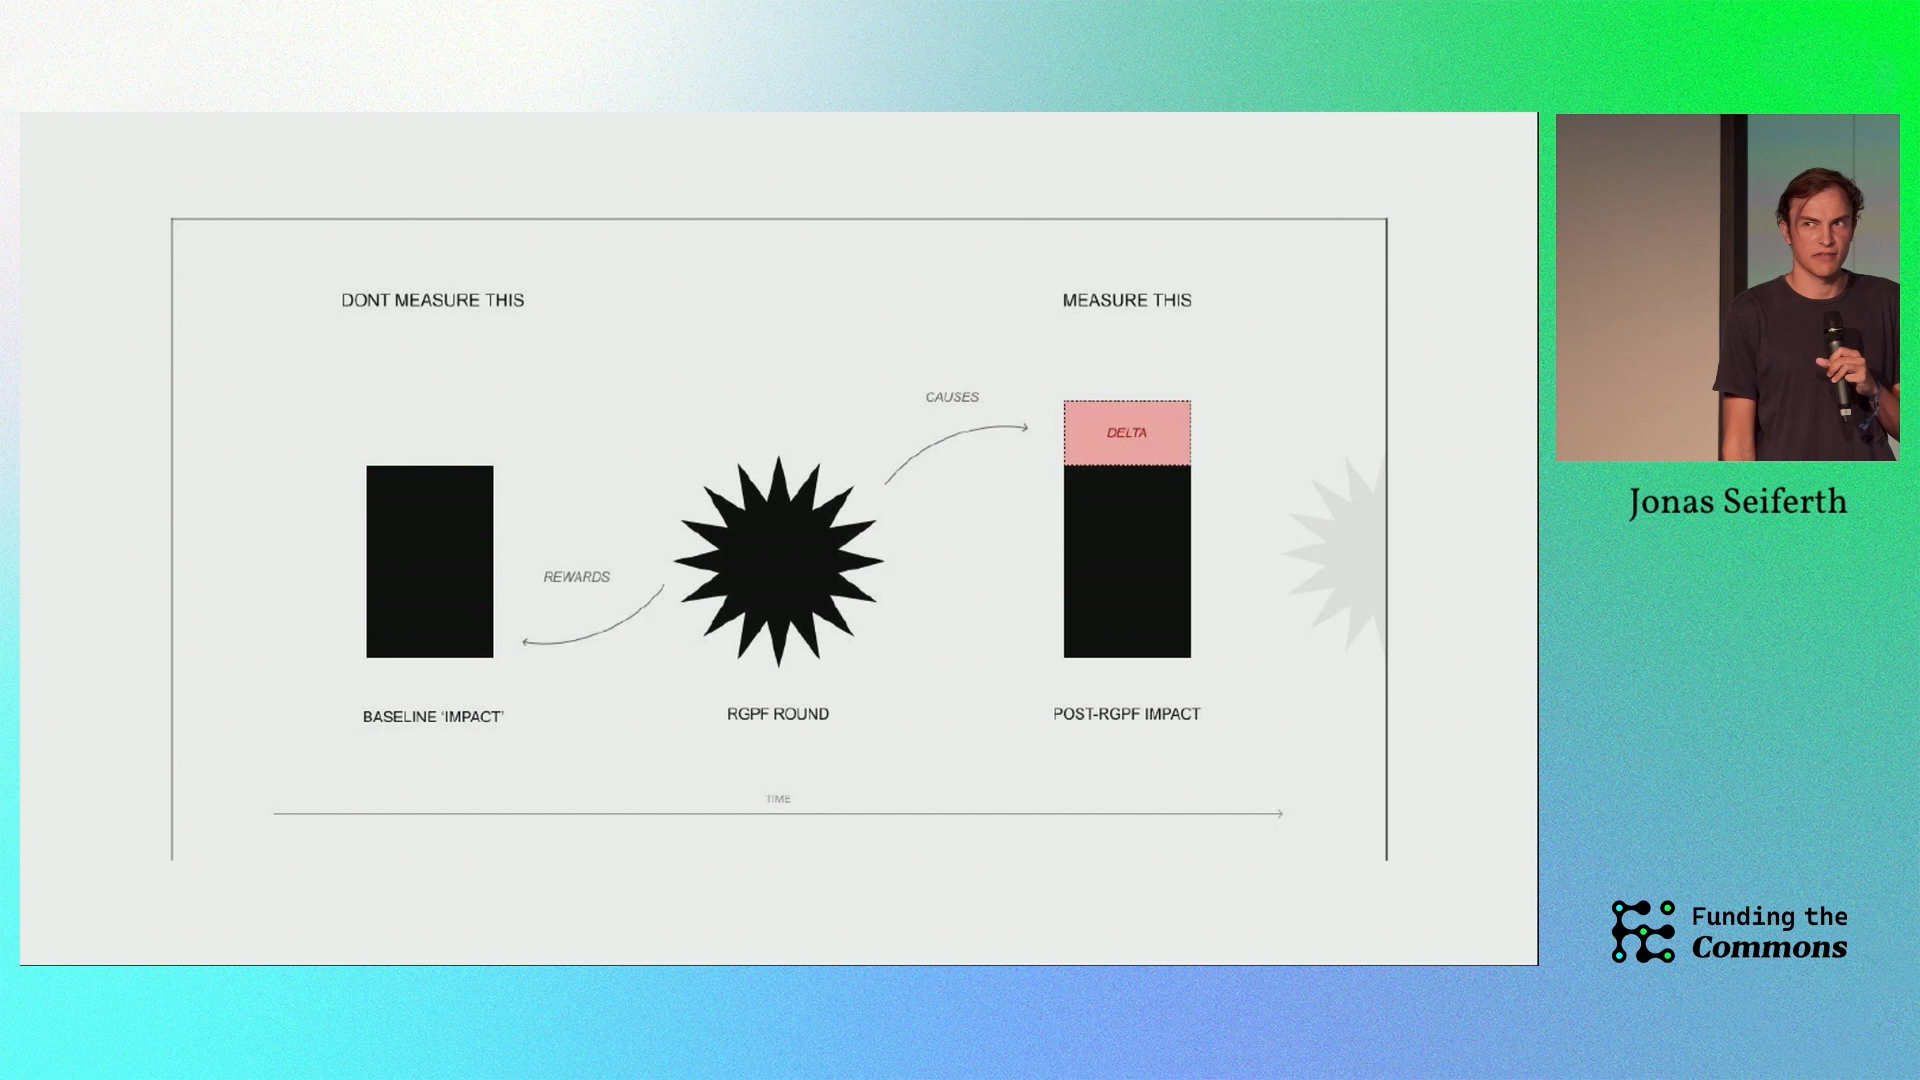 DONT MEASURE THIS
MEASURE THIS
CAUSES
DELTA
REWARDS
BASELINE ‘IMPACT’
RGPF ROUND
POST-RGPF IMPACT
TIME
Jonas Seiferth
Funding the
Commons